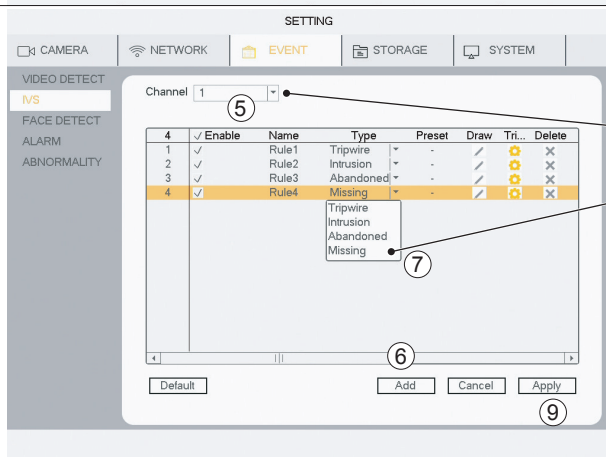 SETTING
CAMERA NETWORK EVENT STORAGE SYSTEM
VIDEO DETECT
IVS
FACE DETECT
ALARM
ABNORMALITY
Channel 1
5
4 ✓ Enable Name Type Preset Draw Tri... Delete
1 ✓ Rule1 Tripwire -
2 ✓ Rule2 Intrusion -
3 ✓ Rule3 Abandoned -
4 ✓ Rule4 Missing -
Tripwire
Intrusion
Abandoned
Missing
7
6
Default Add Cancel Apply
9